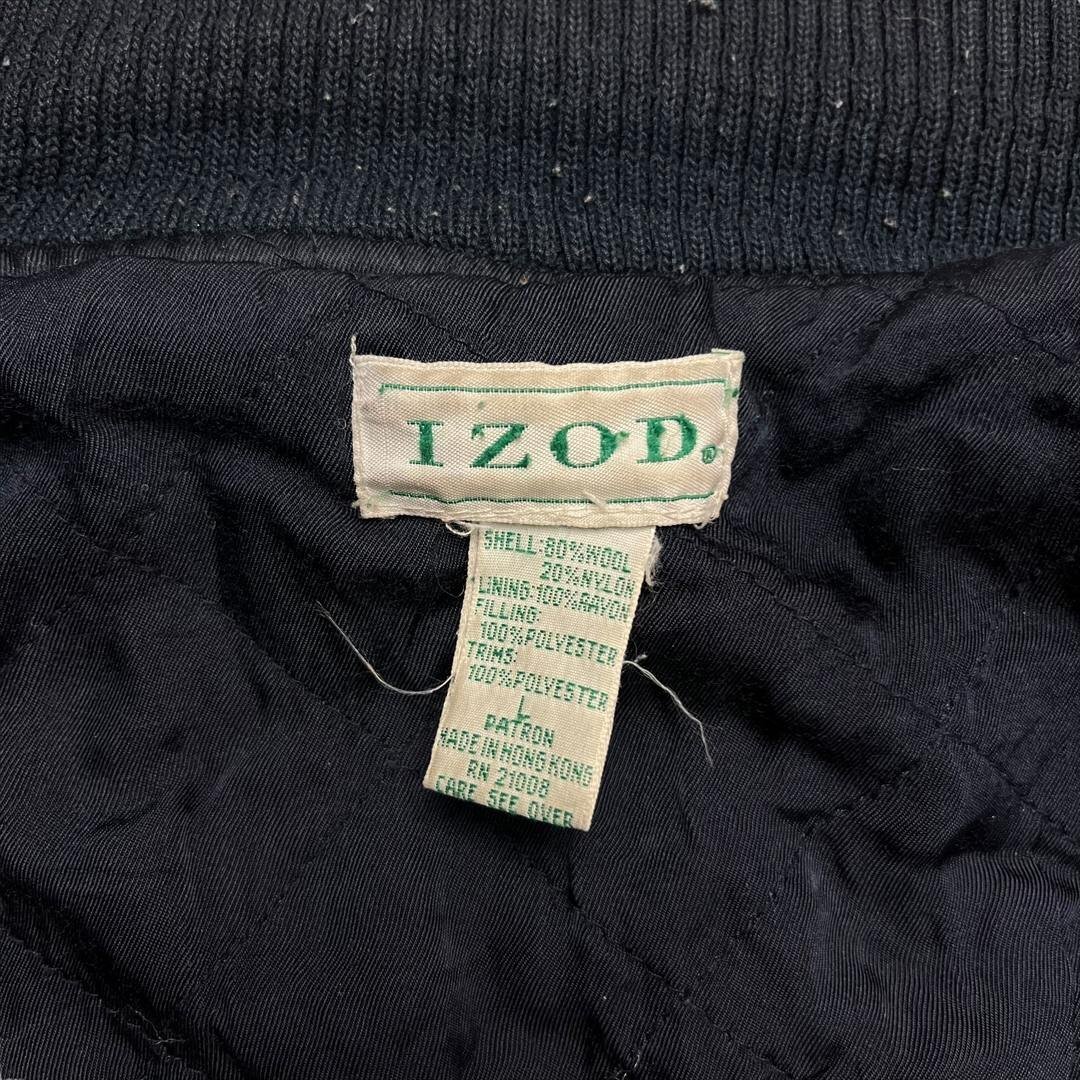 IZOD®
SHELL:80%WOOL
20%NYLON
LINING:100%RAYON
FILLING:
100%POLYESTER
TRIMS:
100%POLYESTER
L
PATRON
MADE IN HONG KONG
RN 21008
CARE SEE OVER